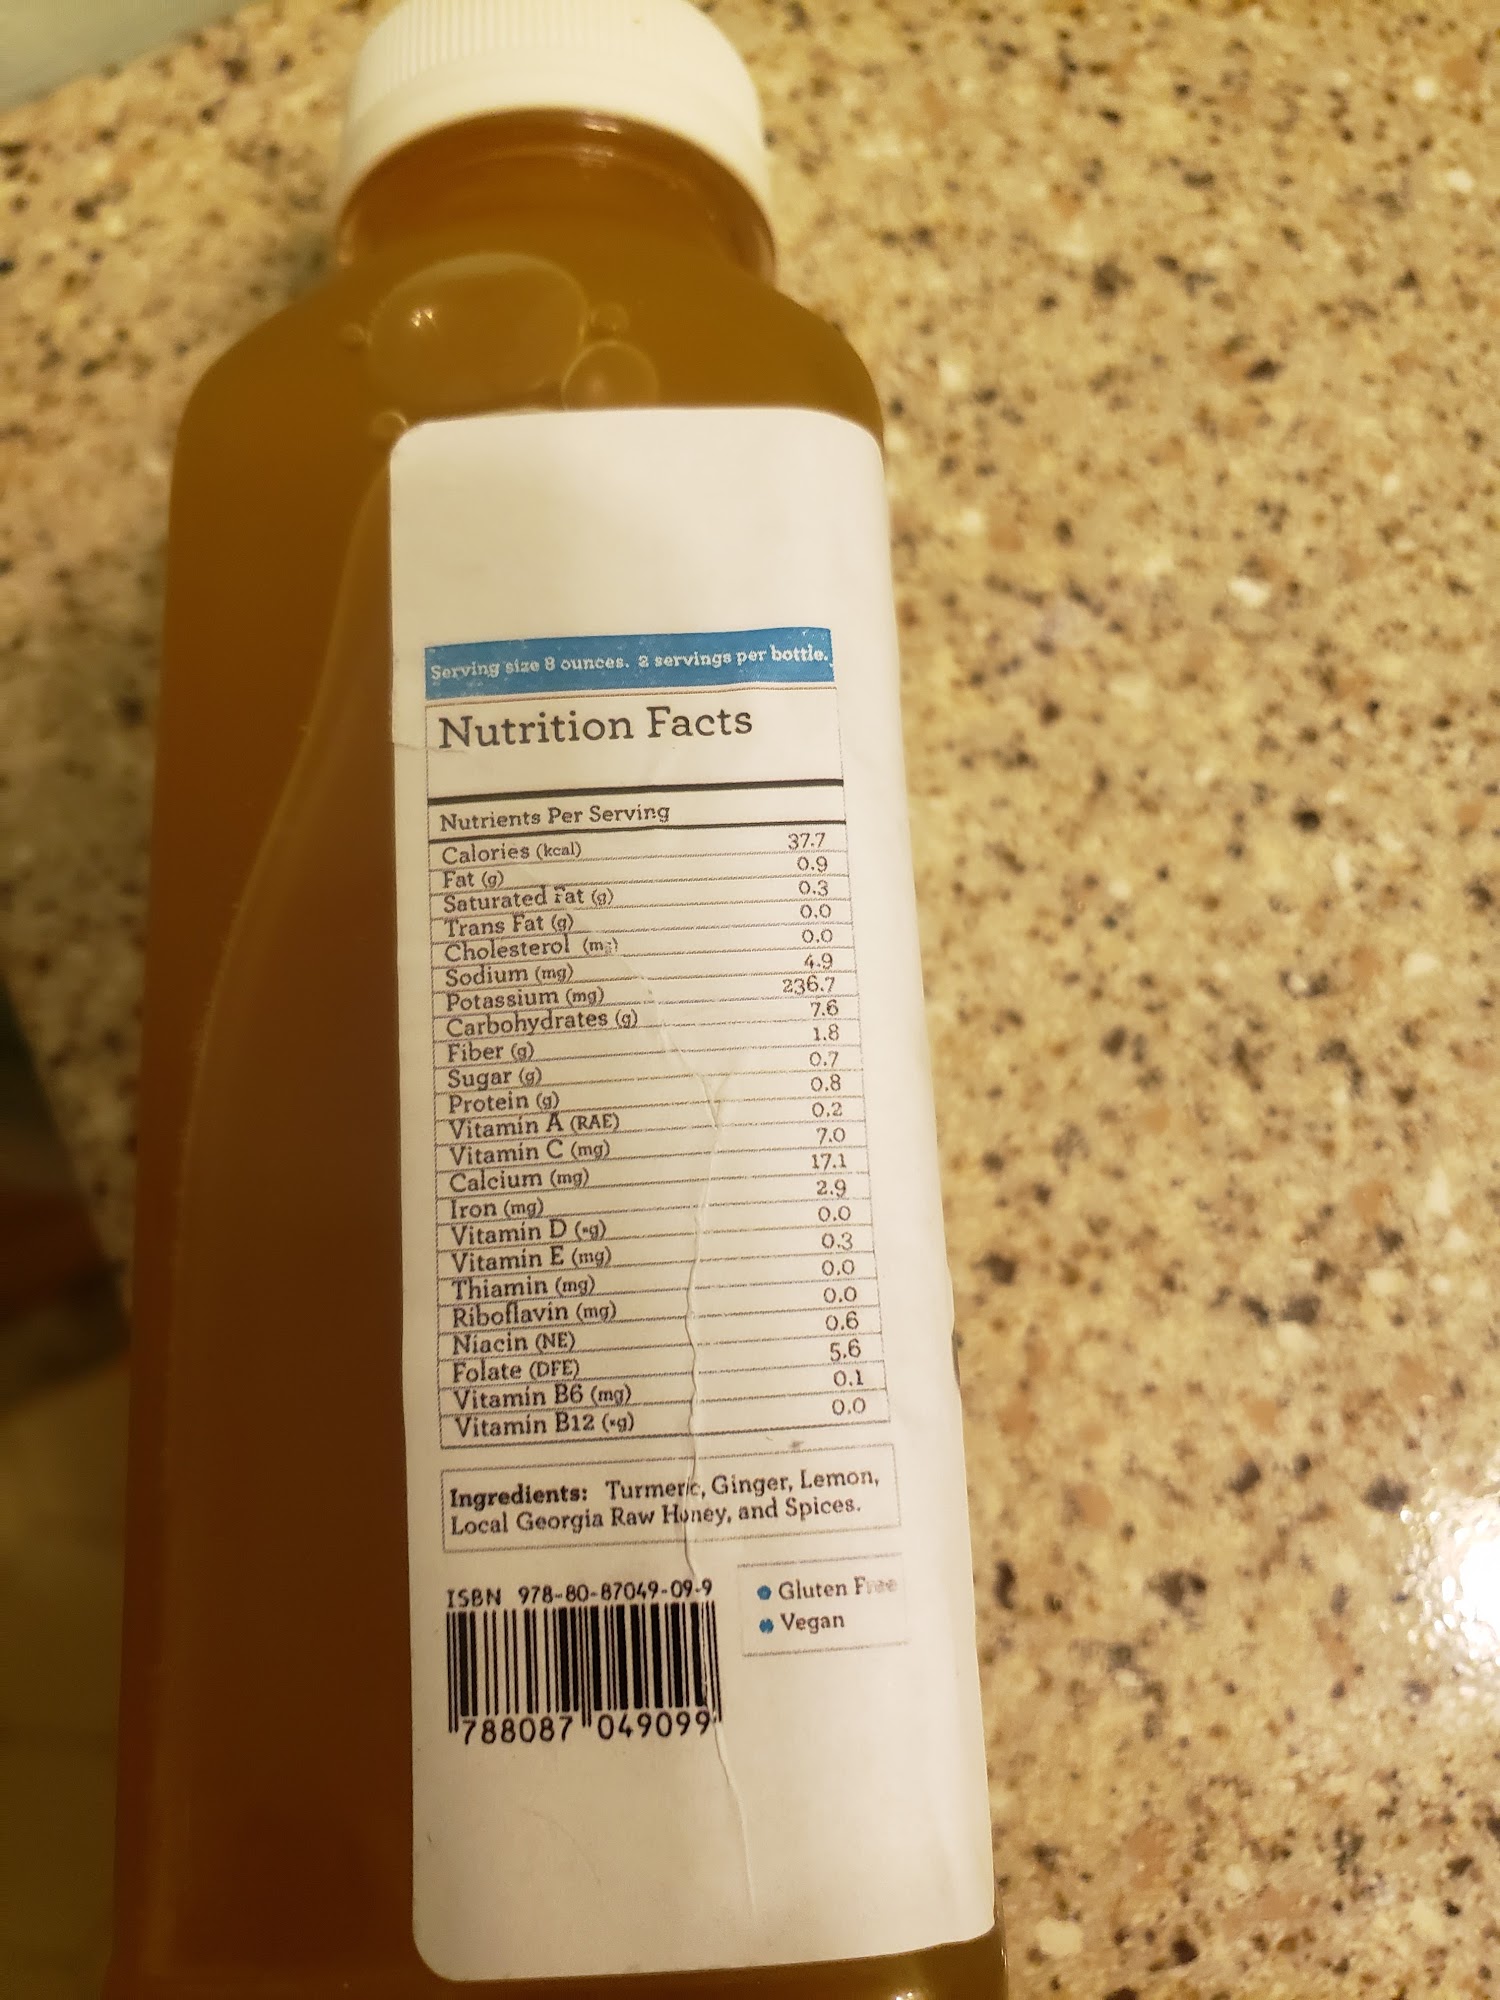 Serving size 8 ounces. 2 servings per bottle.
Nutrition Facts
Nutrients Per Serving
Calories (kcal) 37.7
Fat (g) 0.9
Saturated Fat (g) 0.3
Trans Fat (g) 0.0
Cholesterol (mg) 0.0
Sodium (mg) 4.9
Potassium (mg) 236.7
Carbohydrates (g) 7.6
Fiber (g) 1.8
Sugar (g) 0.7
Protein (g) 0.8
Vitamin A (RAE) 0.2
Vitamin C (mg) 7.0
Calcium (mg) 17.1
Iron (mg) 2.9
Vitamin D (•g) 0.0
Vitamin E (mg) 0.3
Thiamin (mg) 0.0
Riboflavin (mg) 0.0
Niacin (NE) 0.6
Folate (DFE) 5.6
Vitamin B6 (mg) 0.1
Vitamin B12 (•g) 0.0
Ingredients: Turmeric, Ginger, Lemon,
Local Georgia Raw Honey, and Spices.
ISBN 978-80-87049-09-9
788087 049099
Gluten Free
Vegan